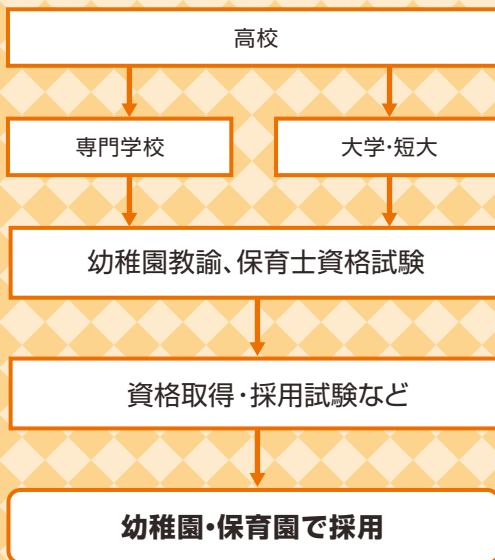 高校
専門学校
大学・短大
幼稚園教諭、保育士資格試験
資格取得・採用試験など
幼稚園・保育園で採用